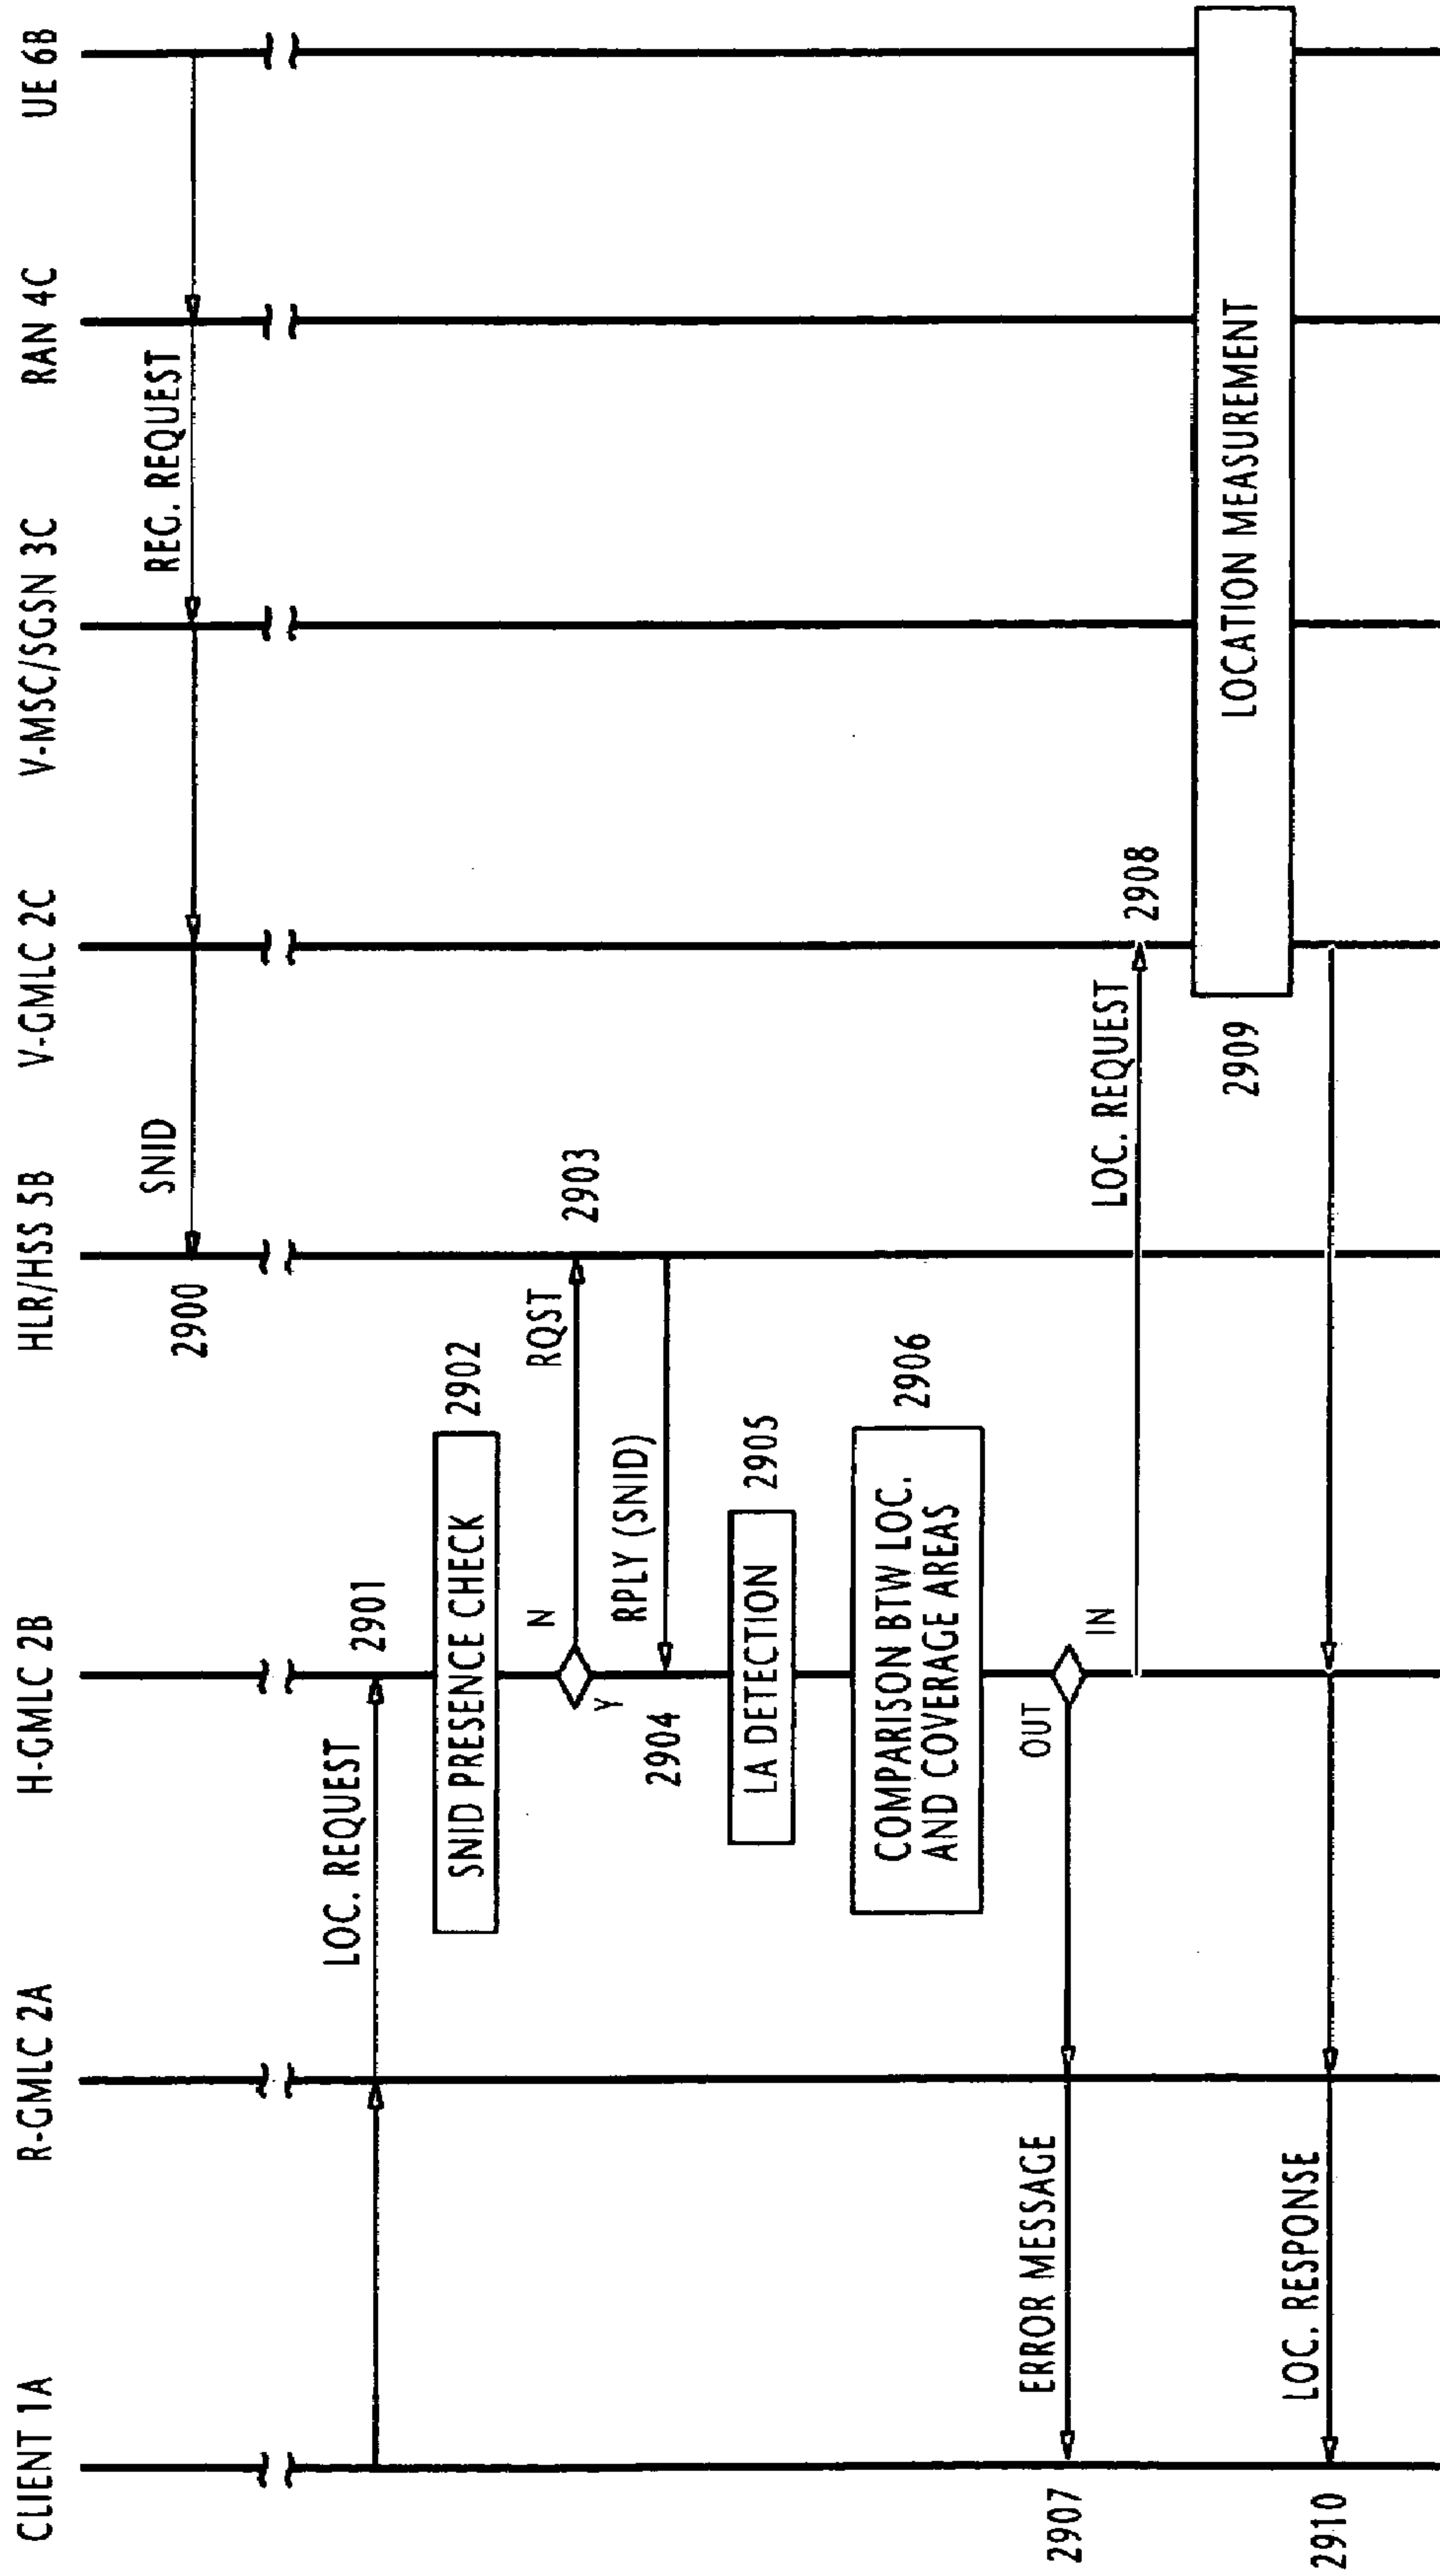 CLIENT 1A
R-GMLC 2A
H-GMLC 2B
HLR/HSS 5B
V-GMLC 2C
V-MSC/SGSN 3C
RAN 4C
UE 6B
2900
SNID
REG. REQUEST
LOC. REQUEST
2901
SNID PRESENCE CHECK
2902
N
RQST
2903
Y
2904
RPLY (SNID)
LA DETECTION
2905
COMPARISON BTW LOC.
AND COVERAGE AREAS
2906
2907
ERROR MESSAGE
OUT
IN
LOC. REQUEST
2908
2909
LOCATION MEASUREMENT
2910
LOC. RESPONSE